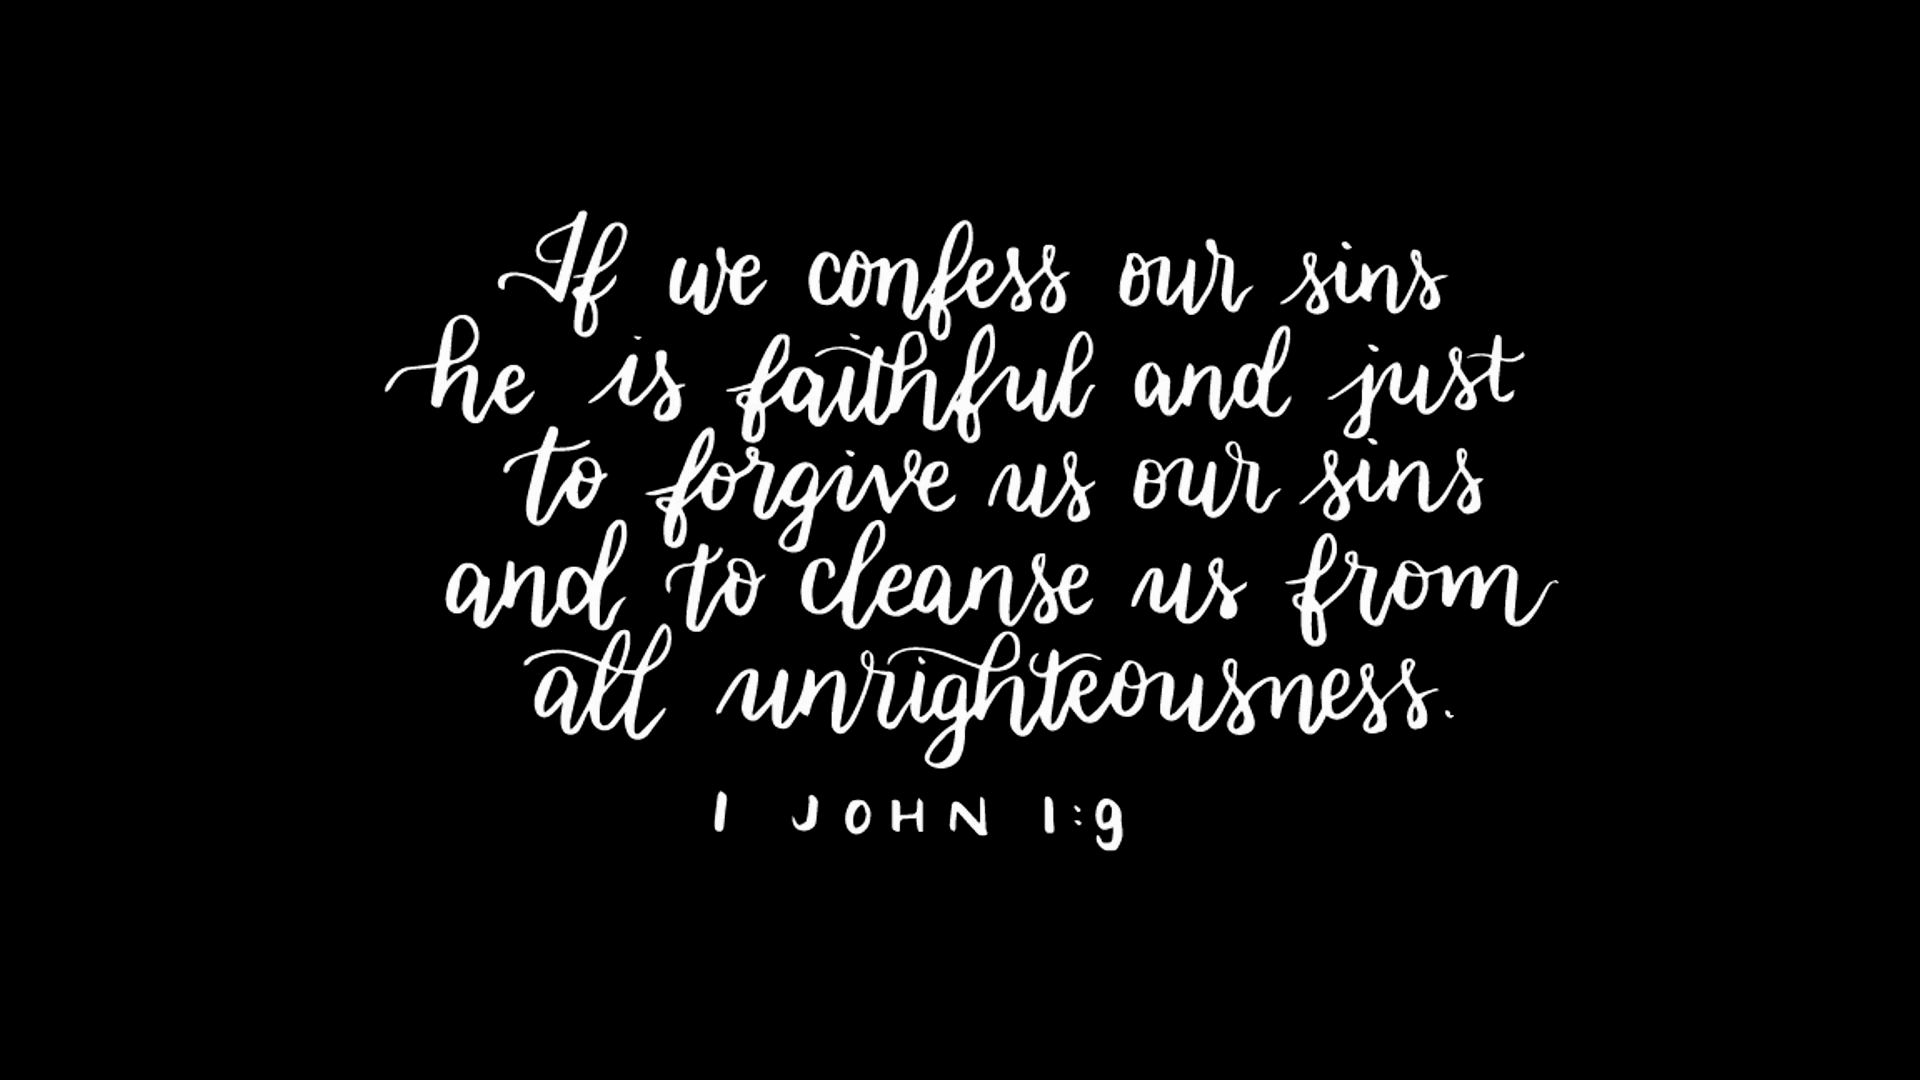 If we confess our sins
he is faithful and just
to forgive us our sins
and to cleanse us from
all unrighteousness.
1 JOHN 1:9